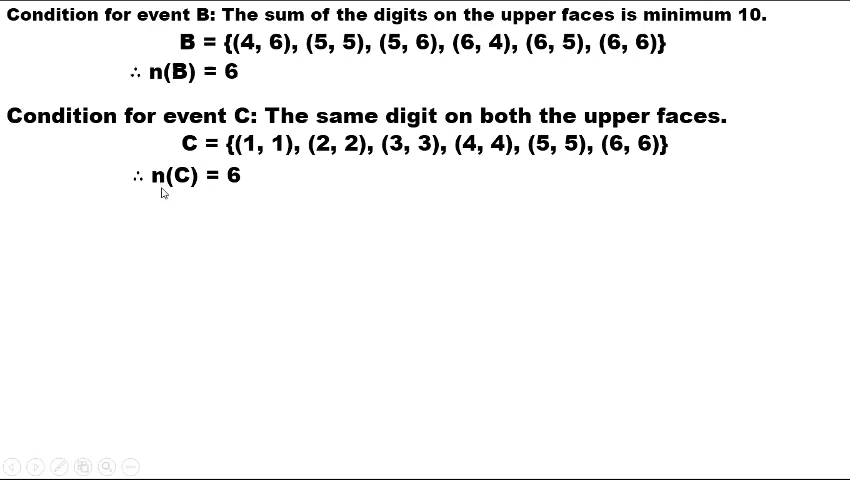 Condition for event B: The sum of the digits on the upper faces is minimum 10.
B = {(4, 6), (5, 5), (5, 6), (6, 4), (6, 5), (6, 6)}
∴ n(B) = 6
Condition for event C: The same digit on both the upper faces.
C = {(1, 1), (2, 2), (3, 3), (4, 4), (5, 5), (6, 6)}
∴ n(C) = 6